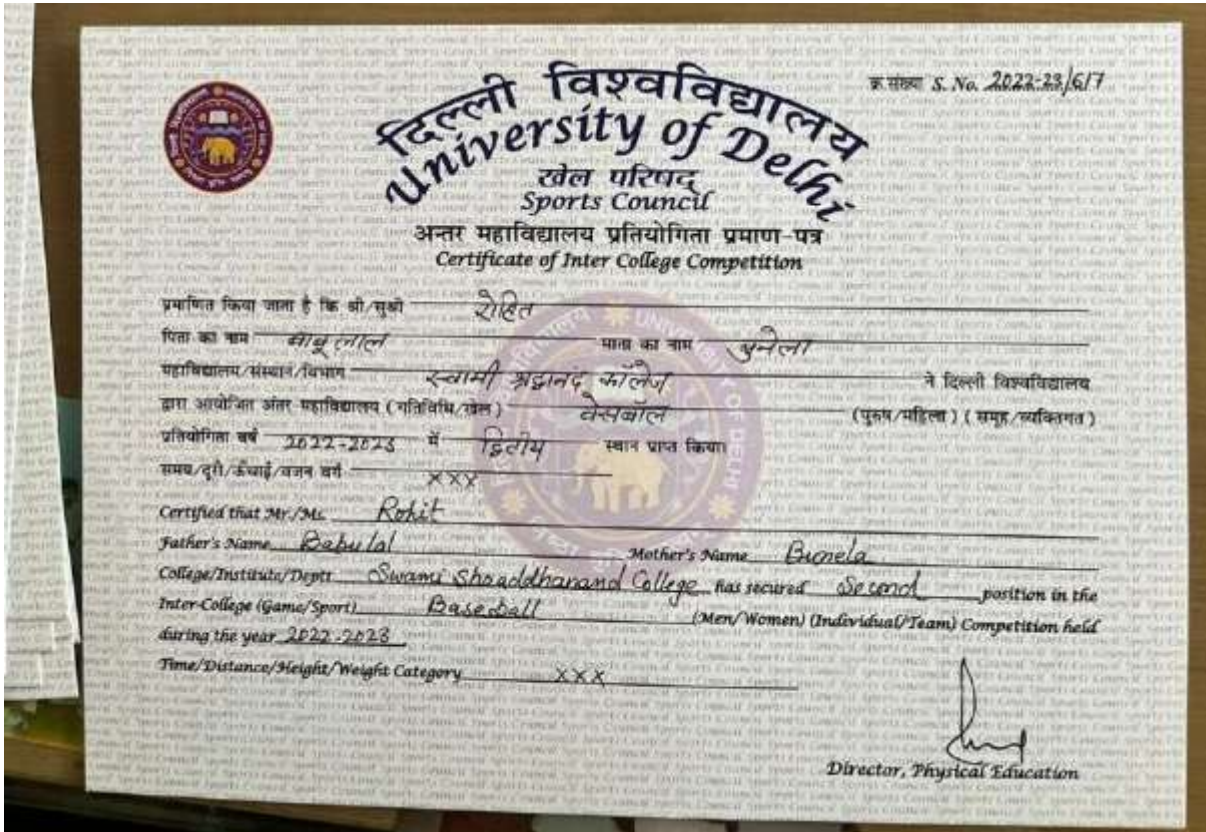 क्र संख्या S. No. 2022-23/617
दिल्ली विश्वविद्यालय
University of Delhi
खेल परिषद्
Sports Council
अन्तर महाविद्यालय प्रतियोगिता प्रमाण-पत्र
Certificate of Inter College Competition
प्रमाणित किया जाता है कि श्री/सुश्री रोहित
पिता का नाम बाबू लाल माता का नाम
महाविद्यालय/संस्थान/विभाग स्वामी श्रद्धानंद कॉलेज ने दिल्ली विश्वविद्यालय
द्वारा आयोजित अंतर महाविद्यालय (गतिविधि/खेल) बेसबॉल (पुरुष/महिला) (समूह/व्यक्तिगत)
प्रतियोगिता वर्ष 2022-2023 में द्वितीय स्थान प्राप्त किया।
समय/दूरी/ऊँचाई/वजन वर्ग xxx
Certified that Mr./Ms. Rohit
Father's Name Babulal Mother's Name
College/Institute/Deptt. Swami Shraddhanand College has secured Second position in the
Inter-College (Game/Sport) Baseball (Men/Women) (Individual/Team) Competition held
during the year 2022-2023
Time/Distance/Height/Weight Category xxx
Director, Physical Education